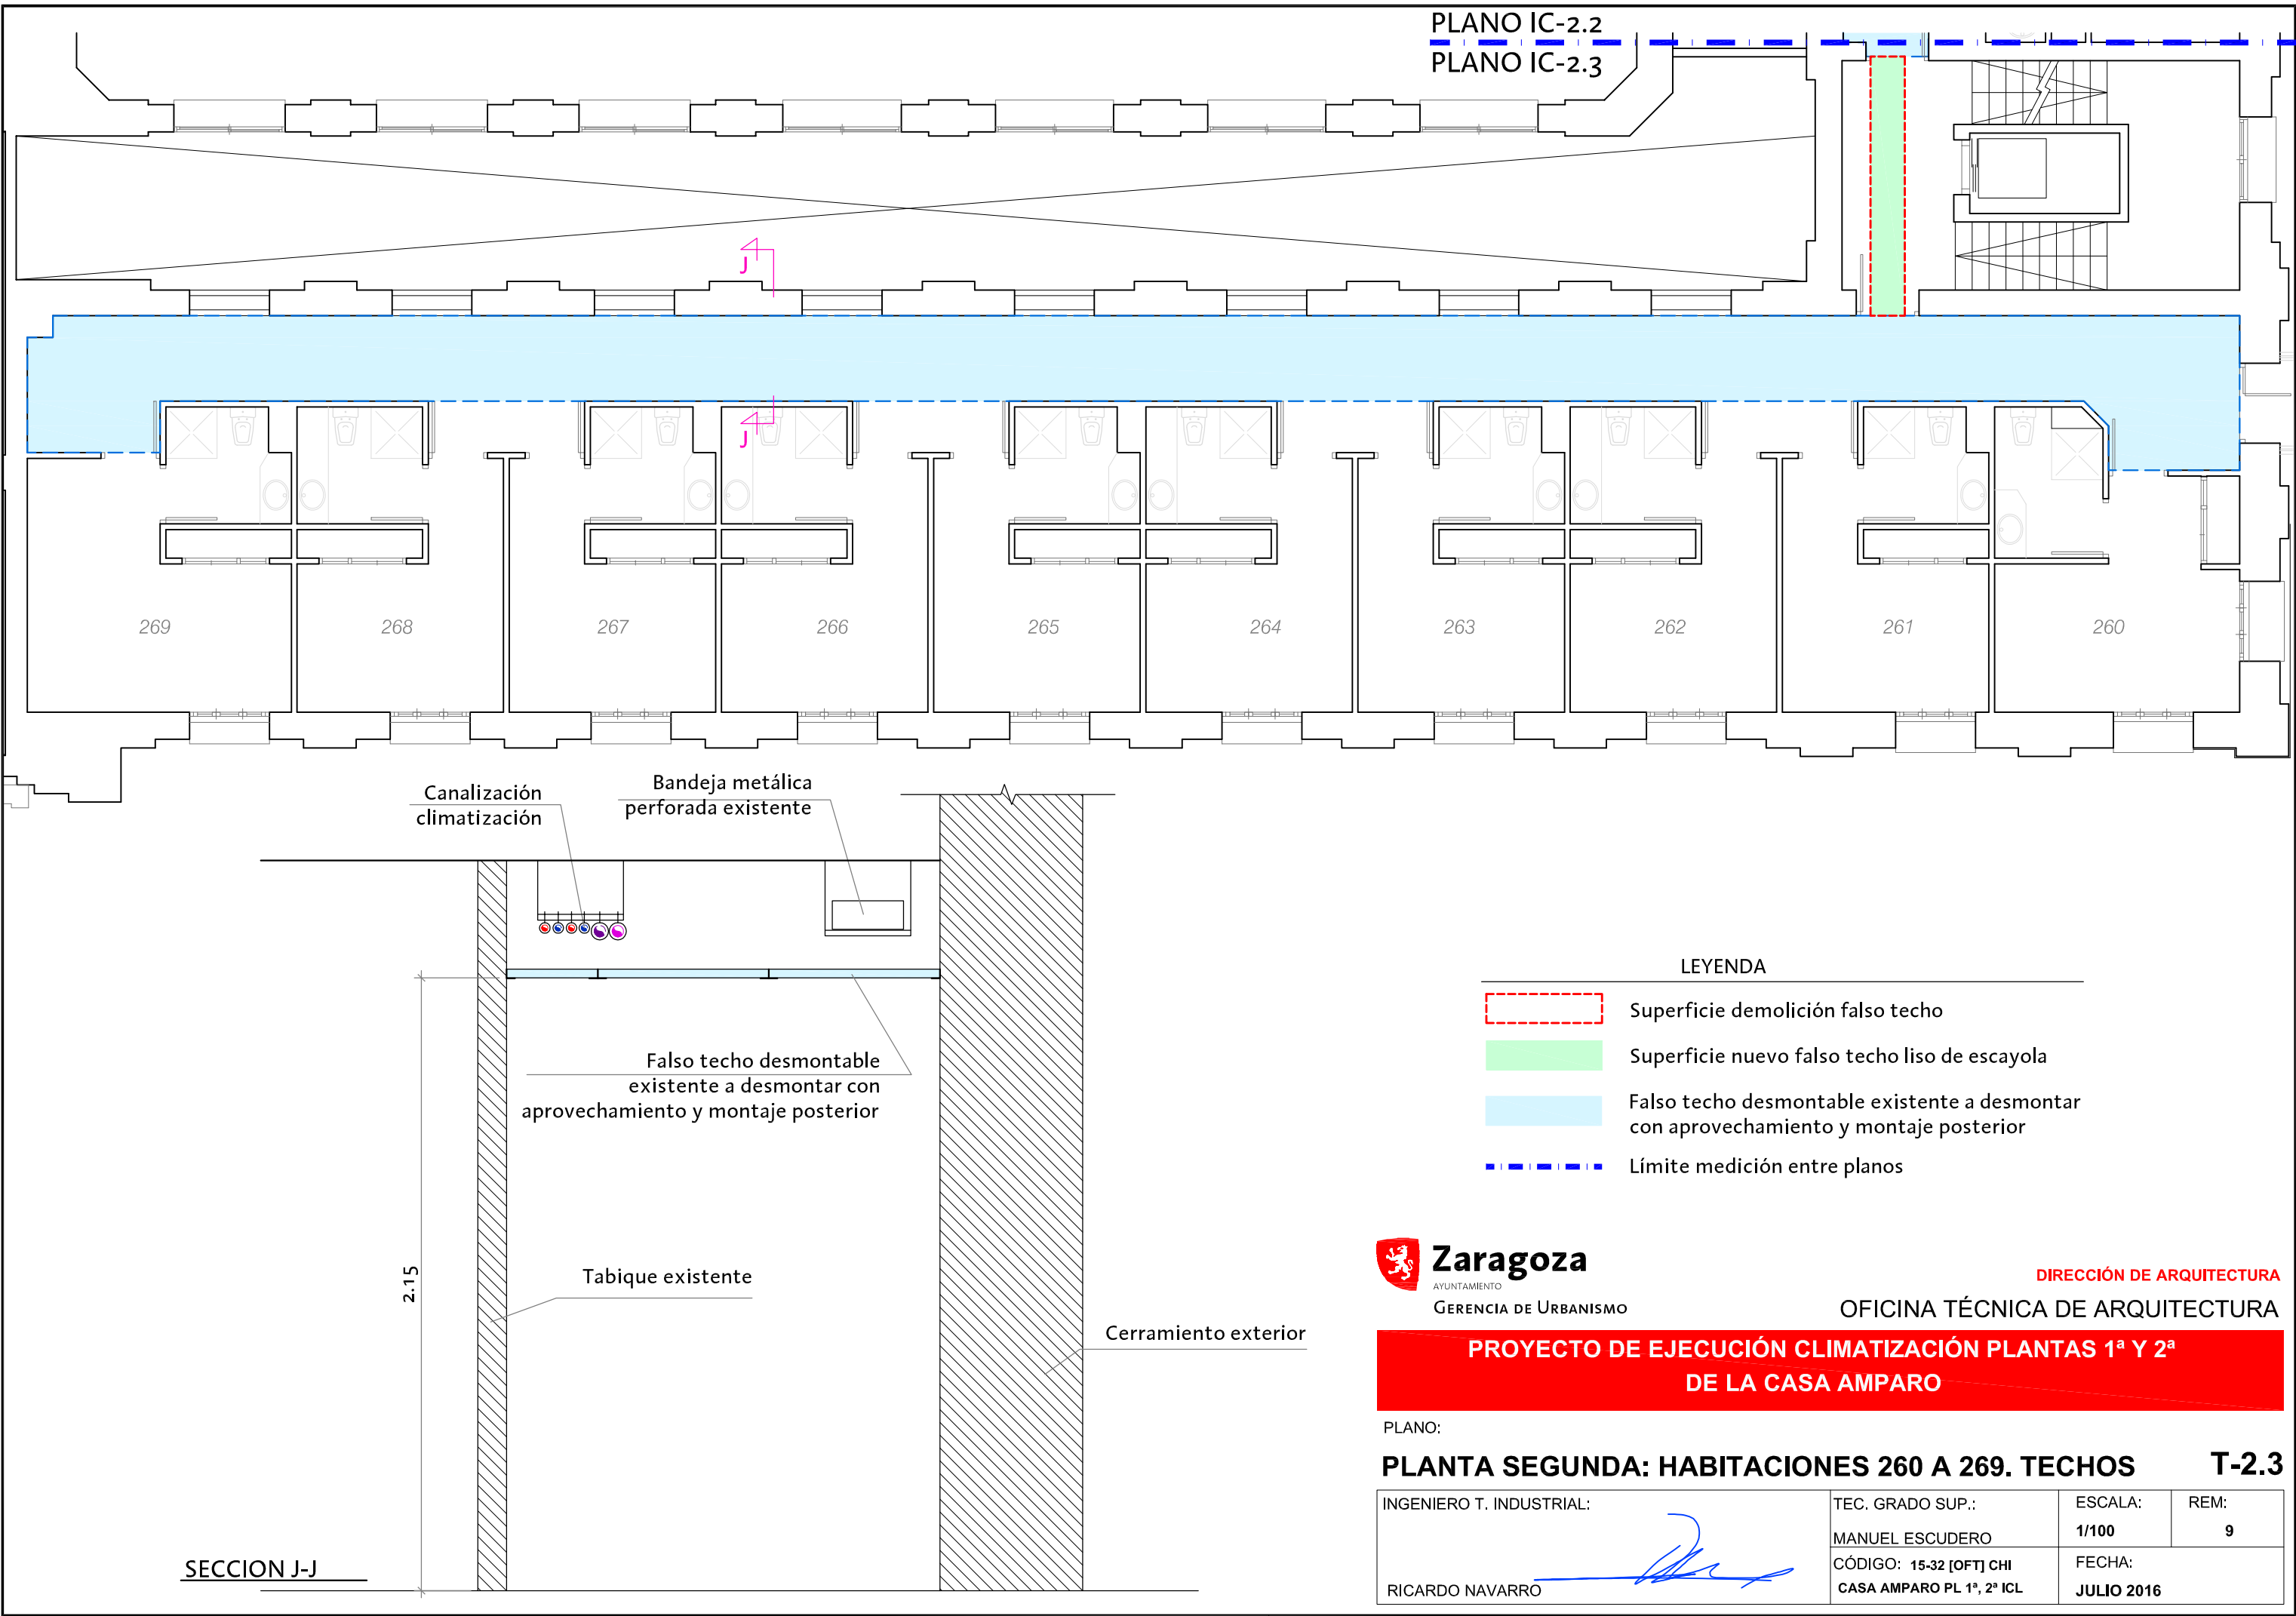 PLANO IC-2.2
PLANO IC-2.3
J
J
269
268
267
266
265
264
263
262
261
260
Canalización
climatización
Bandeja metálica
perforada existente
Falso techo desmontable
existente a desmontar con
aprovechamiento y montaje posterior
2.15
Tabique existente
Cerramiento exterior
SECCION J-J
LEYENDA
Superficie demolición falso techo
Superficie nuevo falso techo liso de escayola
Falso techo desmontable existente a desmontar
con aprovechamiento y montaje posterior
Límite medición entre planos
Zaragoza
AYUNTAMIENTO
GERENCIA DE URBANISMO
DIRECCIÓN DE ARQUITECTURA
OFICINA TÉCNICA DE ARQUITECTURA
PROYECTO DE EJECUCIÓN CLIMATIZACIÓN PLANTAS 1ª Y 2ª
DE LA CASA AMPARO
PLANO:
PLANTA SEGUNDA: HABITACIONES 260 A 269. TECHOS T-2.3
INGENIERO T. INDUSTRIAL:
RICARDO NAVARRO
TEC. GRADO SUP.:
MANUEL ESCUDERO
ESCALA:
1/100
REM:
9
CÓDIGO: 15-32 [OFT] CHI
CASA AMPARO PL 1ª, 2ª ICL
FECHA:
JULIO 2016